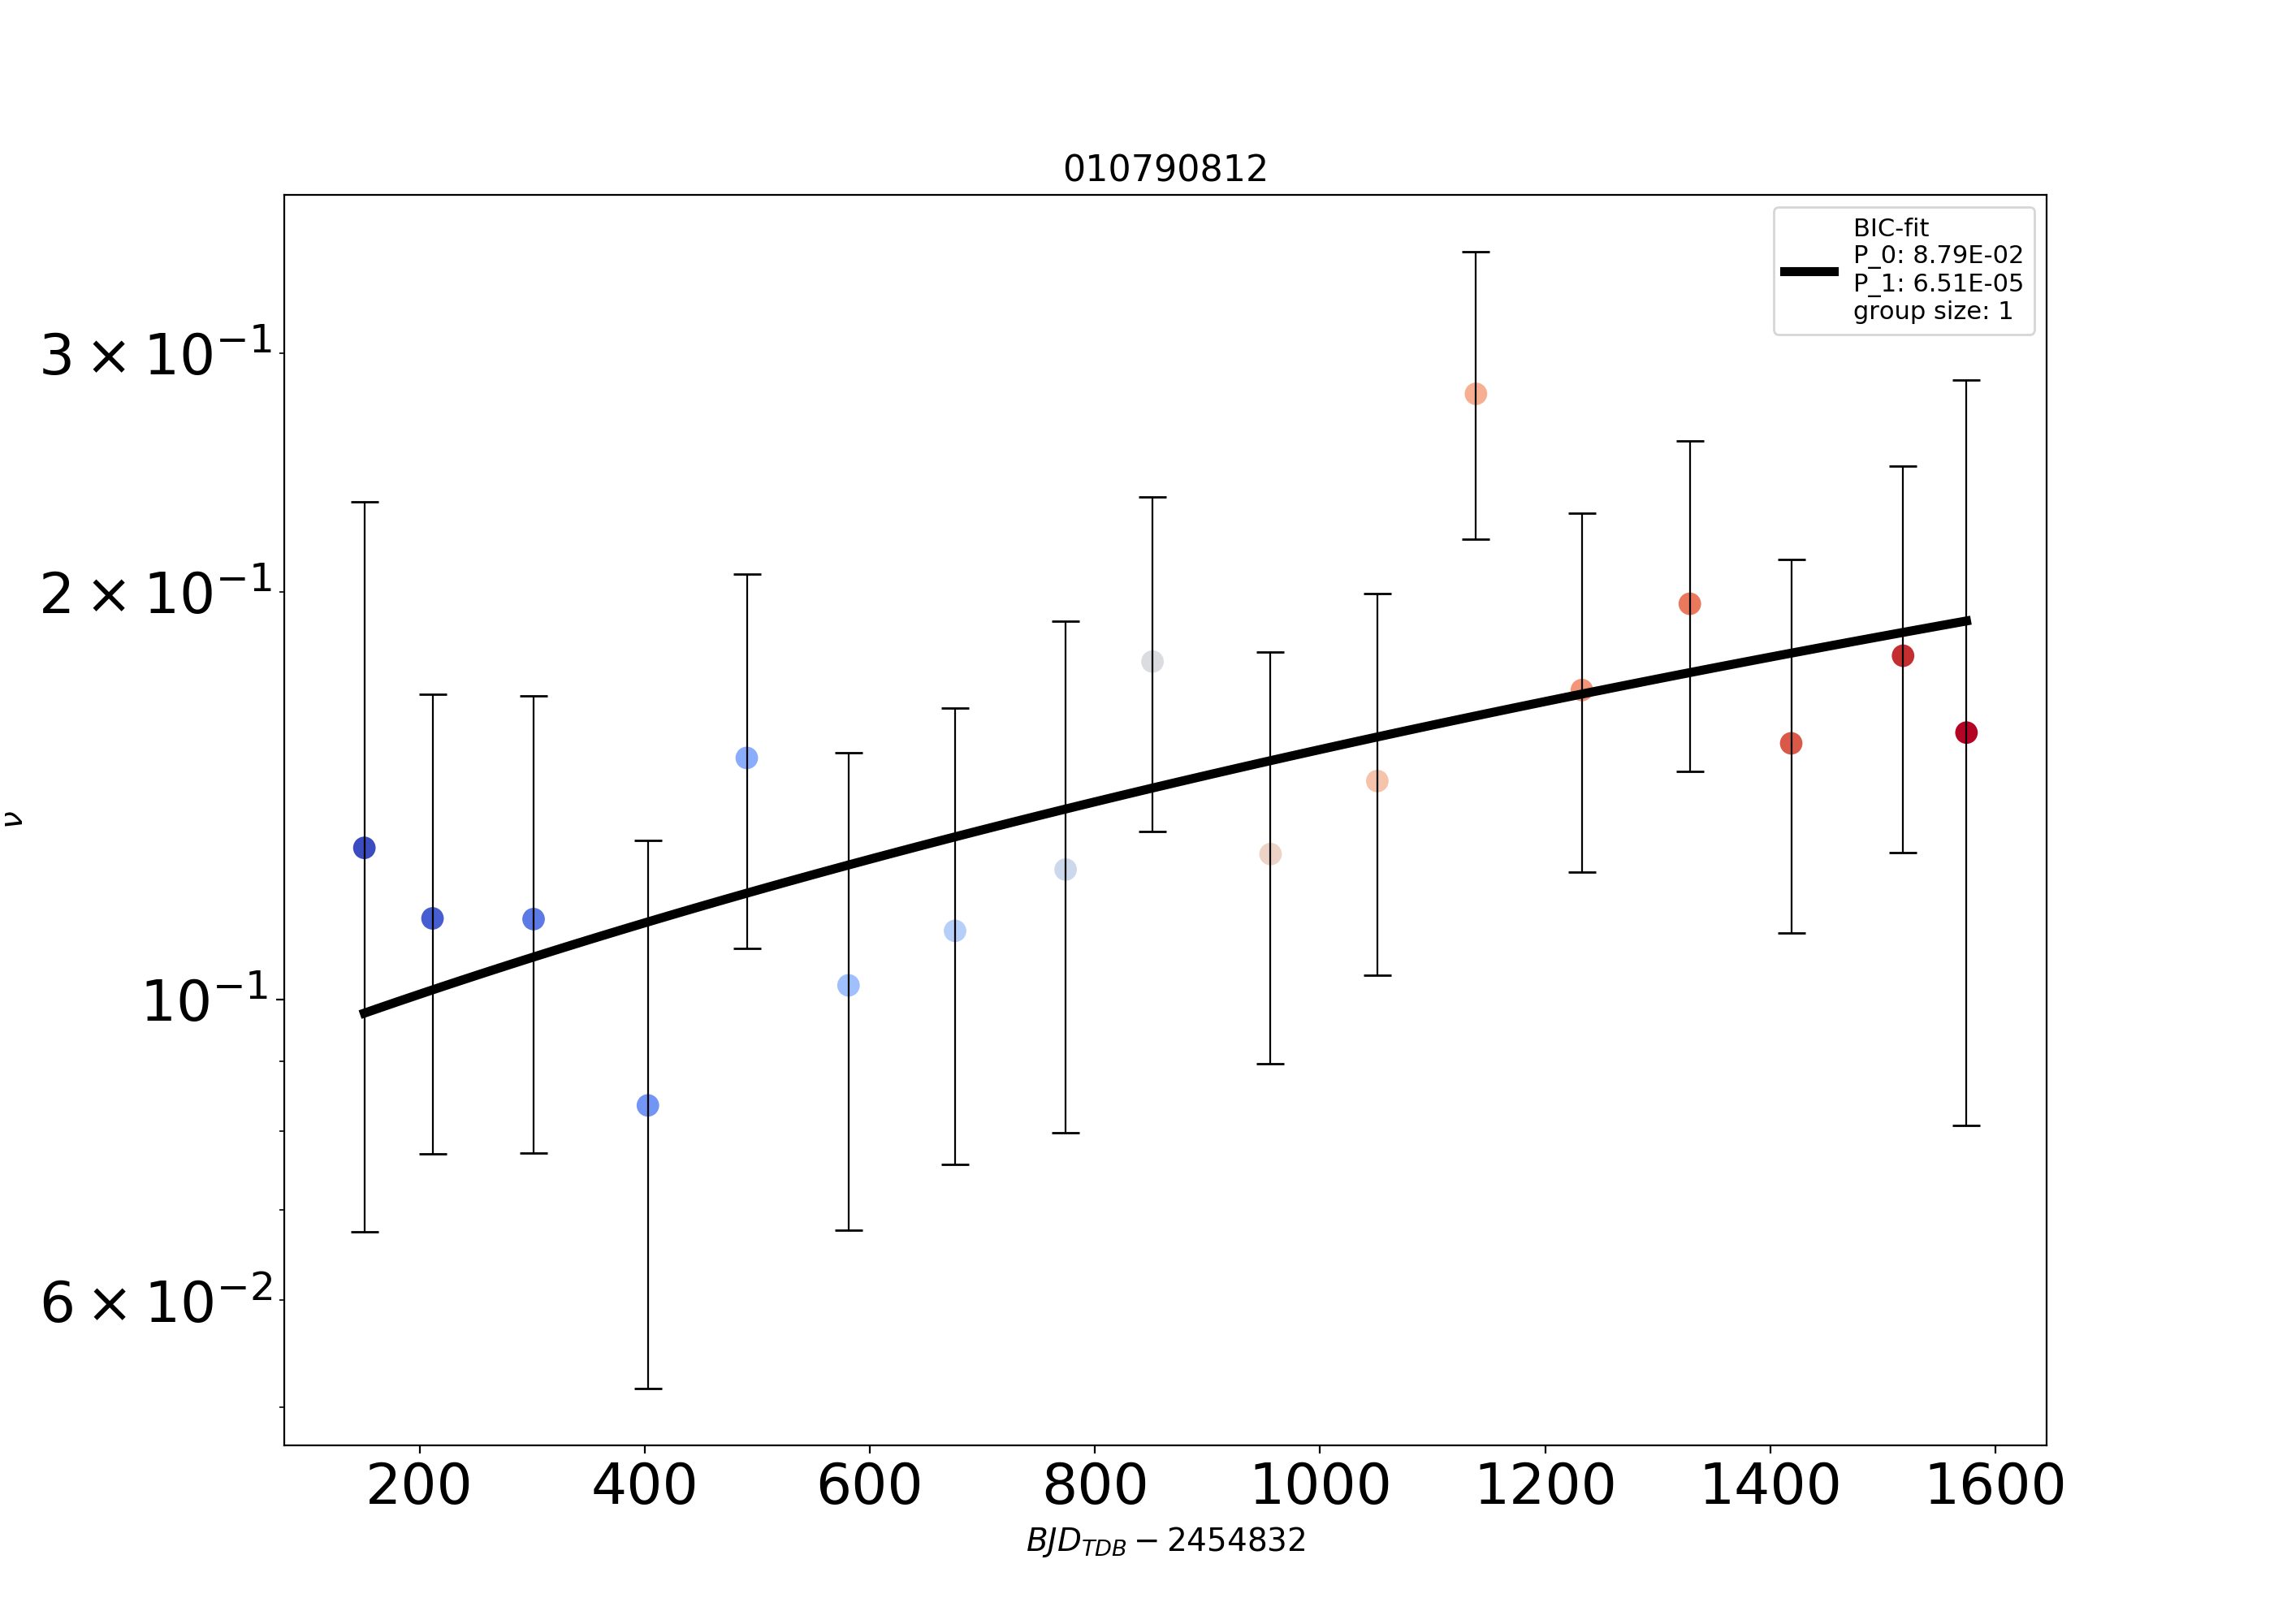 010790812
BIC-fit
P_0: 8.79E-02
P_1: 6.51E-05
group size: 1
3 × 10⁻¹
2 × 10⁻¹
10⁻¹
6 × 10⁻²
ν
200 400 600 800 1000 1200 1400 1600
BJD_TDB − 2454832